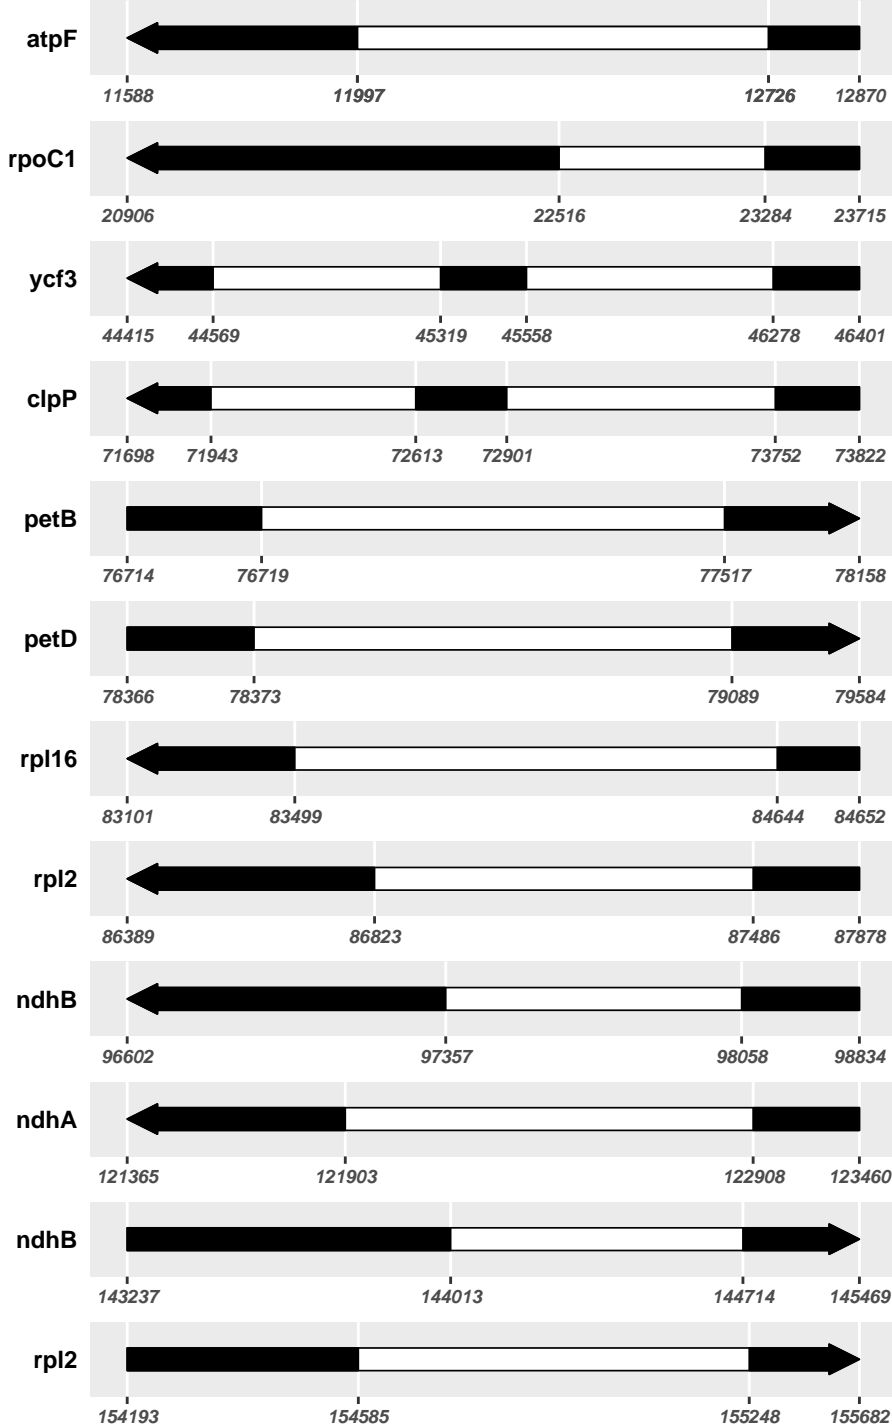 atpF
11588 11997 12726 12870
rpoC1
20906 22516 23284 23715
ycf3
44415 44569 45319 45558 46278 46401
clpP
71698 71943 72613 72901 73752 73822
petB
76714 76719 77517 78158
petD
78366 78373 79089 79584
rpl16
83101 83499 84644 84652
rpl2
86389 86823 87486 87878
ndhB
96602 97357 98058 98834
ndhA
121365 121903 122908 123460
ndhB
143237 144013 144714 145469
rpl2
154193 154585 155248 155682